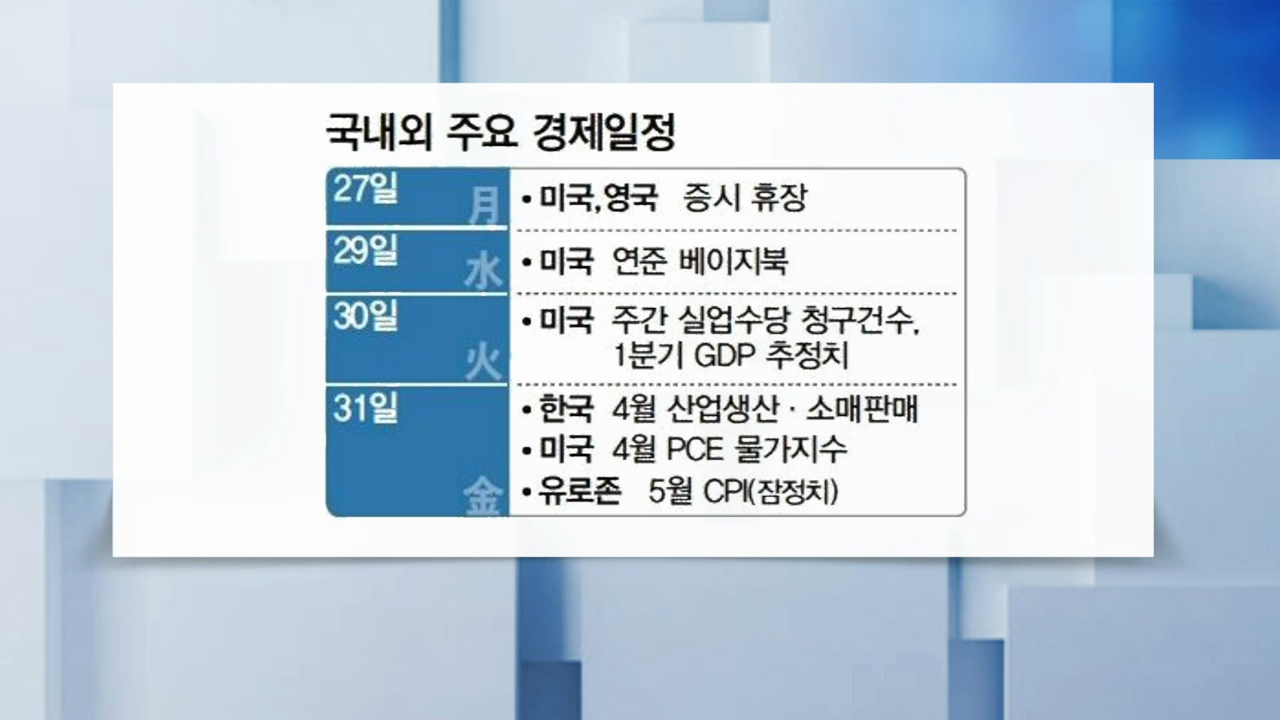 국내외 주요 경제일정
27일 月
• 미국,영국 증시 휴장
29일 水
• 미국 연준 베이지북
30일 火
• 미국 주간 실업수당 청구건수,
1분기 GDP 추정치
31일 金
• 한국 4월 산업생산 · 소매판매
• 미국 4월 PCE 물가지수
• 유로존 5월 CPI(잠정치)